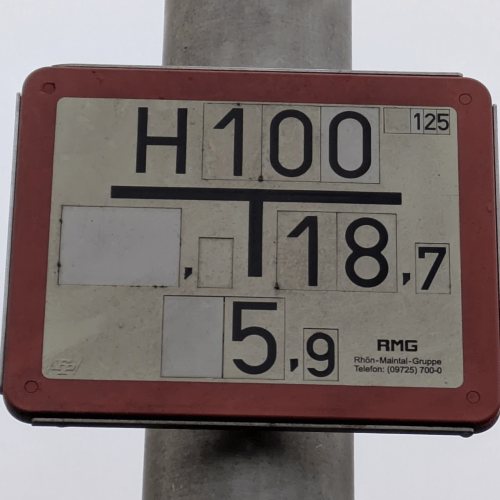 H100 125
, 18,7
5,9
RMG
Rhön-Maintal-Gruppe
Telefon: (09725) 700-0